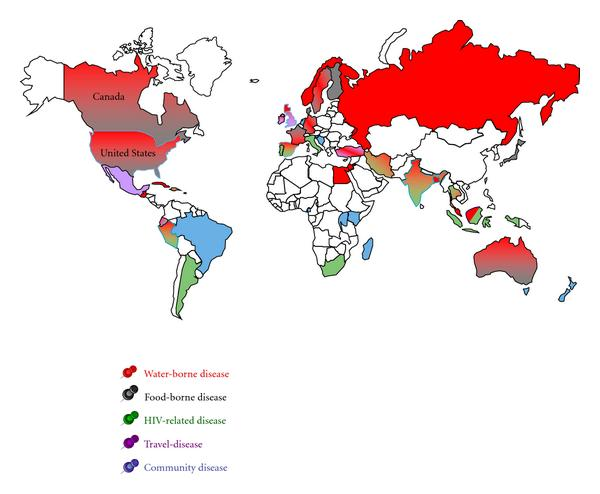 Canada
United States
Water-borne disease
Food-borne disease
HIV-related disease
Travel-disease
Community disease